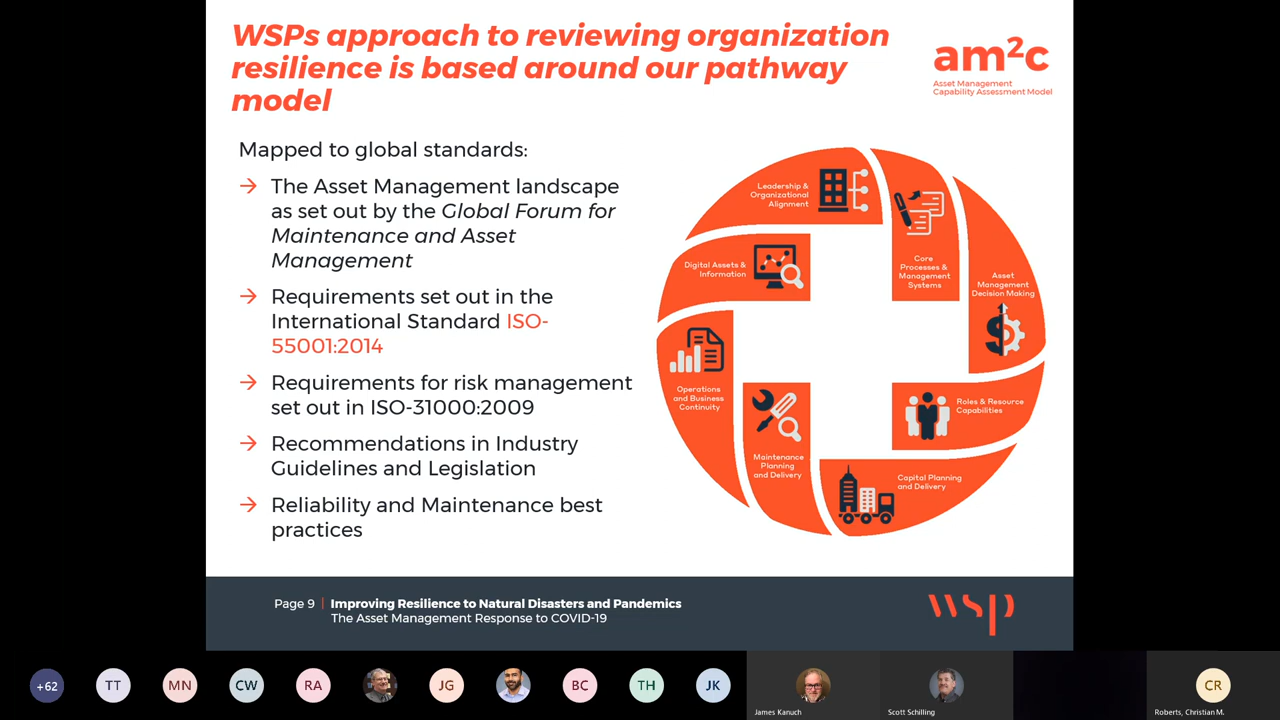 WSPs approach to reviewing organization
resilience is based around our pathway
model
am²c
Asset Management
Capability Assessment Model
Mapped to global standards:
→ The Asset Management landscape
as set out by the Global Forum for
Maintenance and Asset
Management
→ Requirements set out in the
International Standard ISO-
55001:2014
→ Requirements for risk management
set out in ISO-31000:2009
→ Recommendations in Industry
Guidelines and Legislation
→ Reliability and Maintenance best
practices
Leadership &
Organizational
Alignment
Core
Processes &
Management
Systems
Asset
Management
Decision Making
Roles & Resource
Capabilities
Capital Planning
and Delivery
Maintenance
Planning
and Delivery
Operations
and Business
Continuity
Digital Assets &
Information
Page 9 | Improving Resilience to Natural Disasters and Pandemics
The Asset Management Response to COVID-19
wsp
+62
TT
MN
CW
RA
JG
BC
TH
JK
CR
James Kanuch
Scott Schilling
Roberts, Christian M.